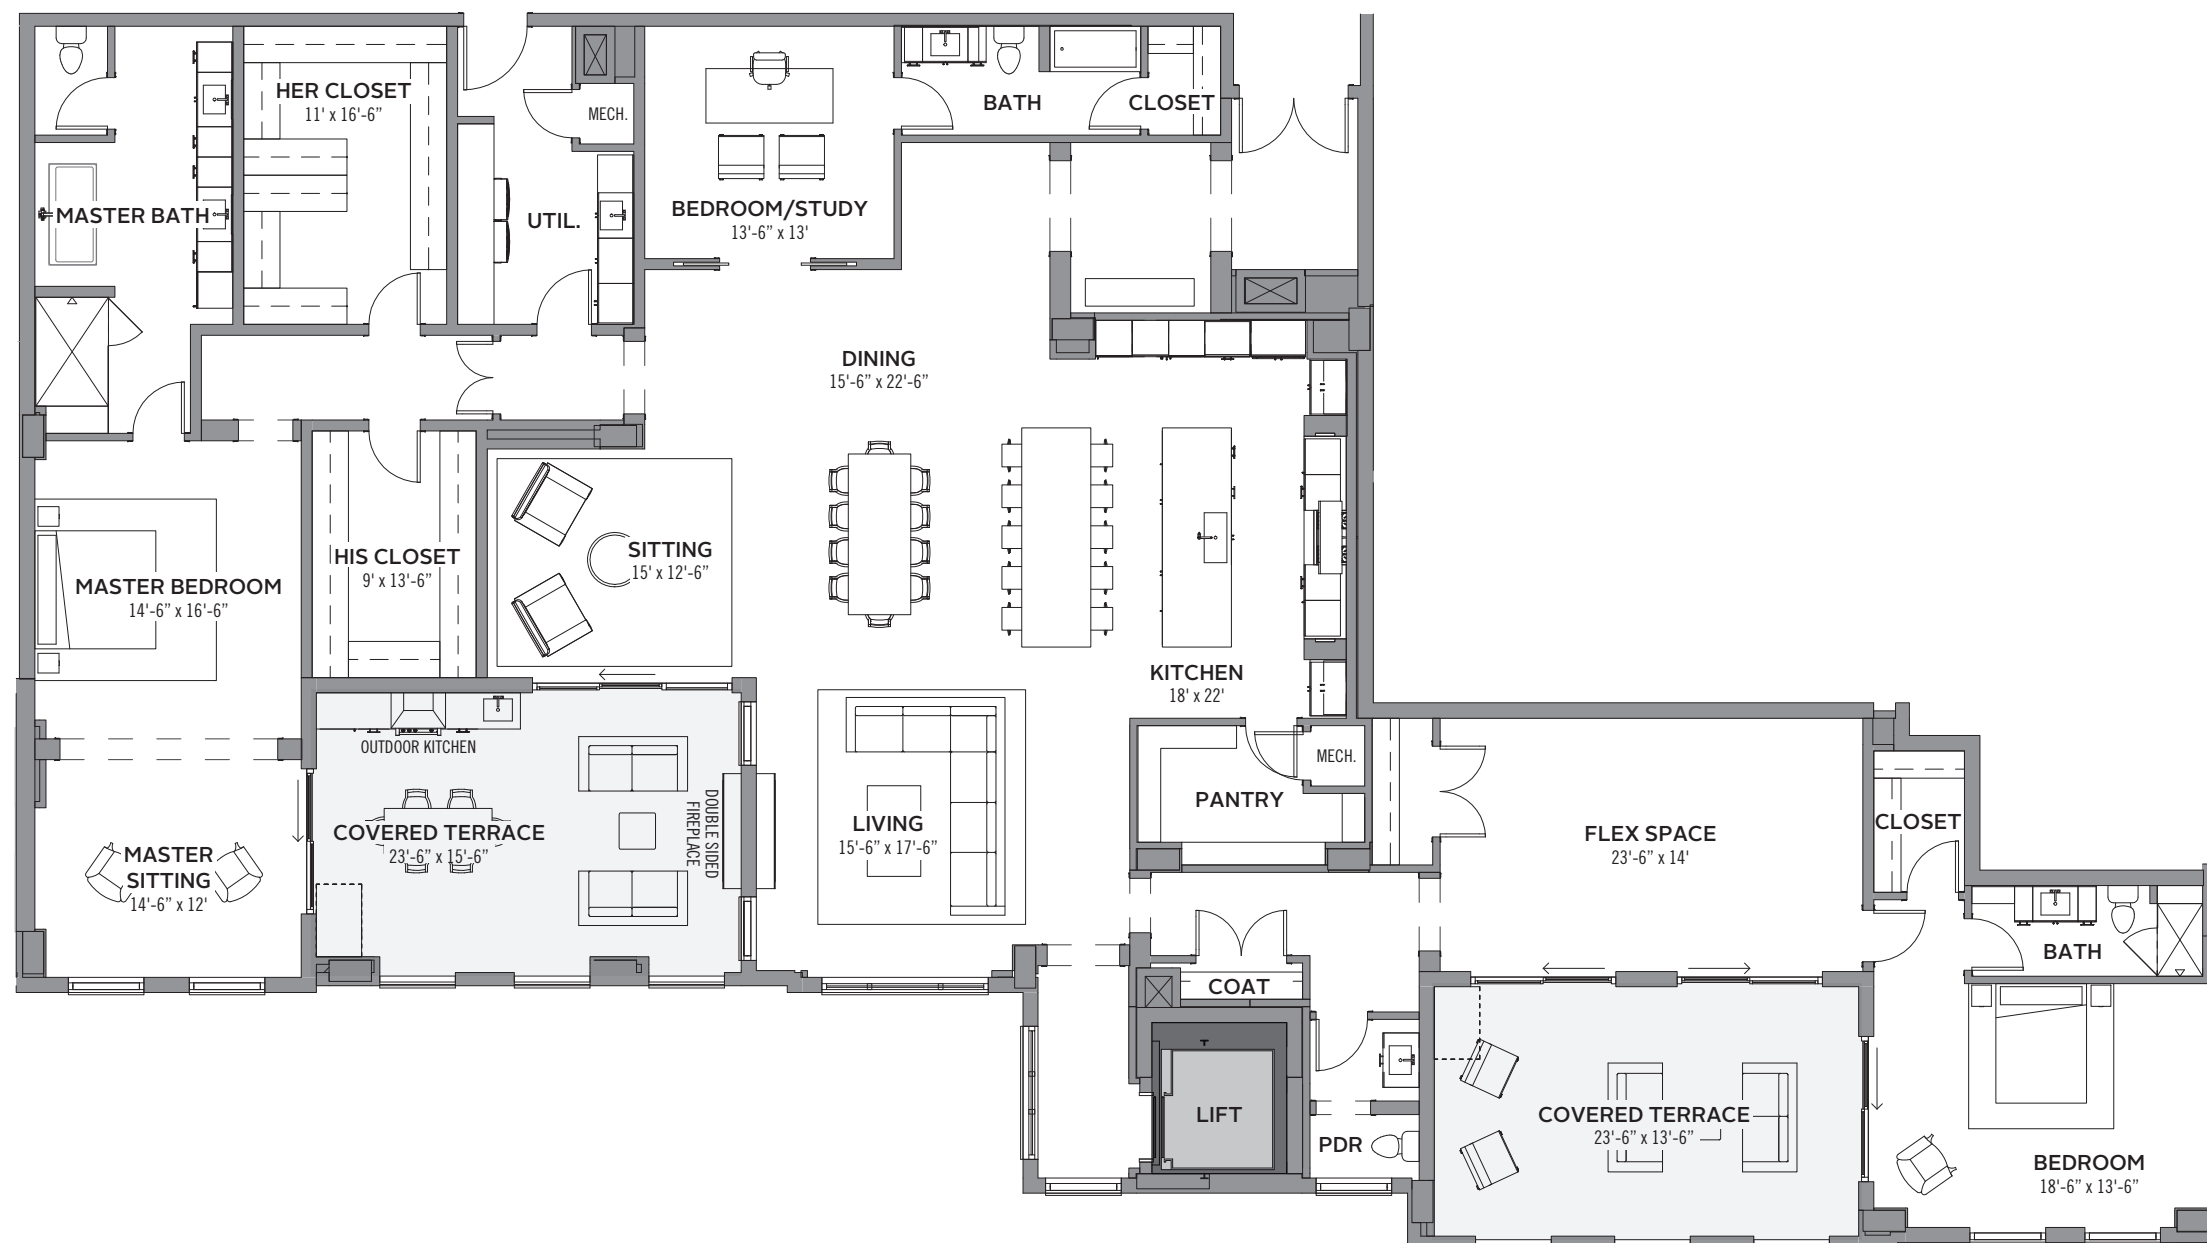 HER CLOSET
11' x 16'-6”
MECH.
BATH
CLOSET
MASTER BATH
UTIL.
BEDROOM/STUDY
13'-6” x 13'
DINING
15'-6” x 22'-6”
SITTING
15' x 12'-6”
HIS CLOSET
9' x 13'-6”
MASTER BEDROOM
14'-6” x 16'-6”
KITCHEN
18' x 22'
OUTDOOR KITCHEN
MECH.
PANTRY
DOUBLE SIDED
FIREPLACE
COVERED TERRACE
23'-6” x 15'-6”
LIVING
15'-6” x 17'-6”
FLEX SPACE
23'-6” x 14'
CLOSET
MASTER
SITTING
14'-6” x 12'
BATH
COAT
LIFT
PDR
COVERED TERRACE
23'-6” x 13'-6”
BEDROOM
18'-6” x 13'-6”